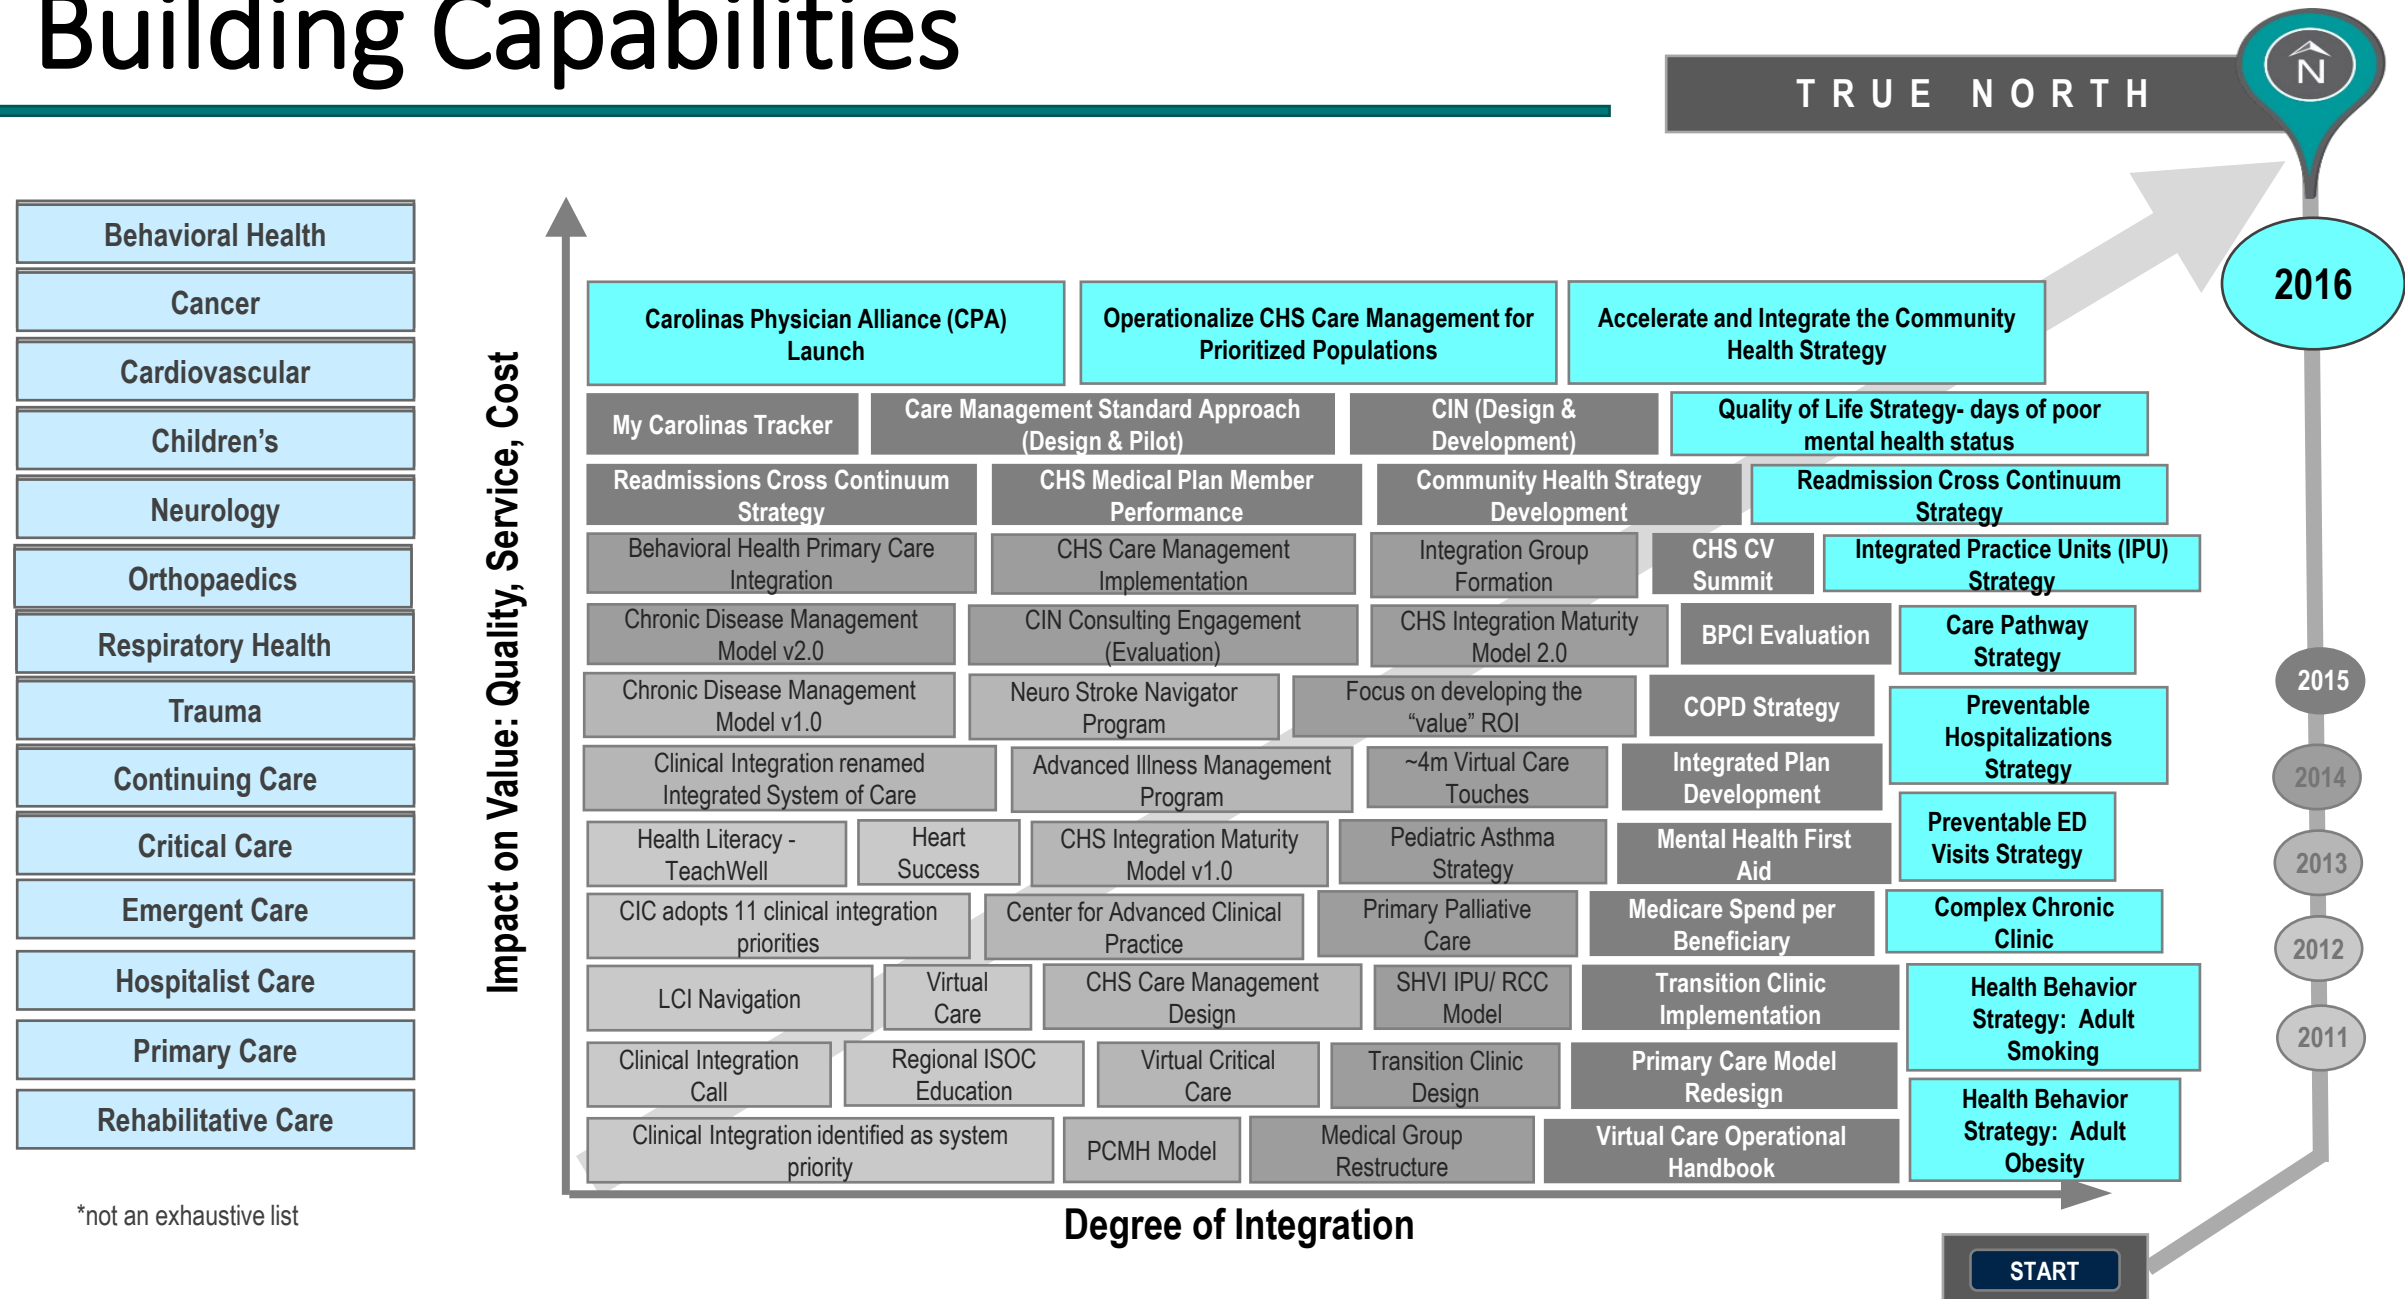 Building Capabilities
TRUE NORTH
N
Behavioral Health
Cancer
Cardiovascular
Children's
Neurology
Orthopaedics
Respiratory Health
Trauma
Continuing Care
Critical Care
Emergent Care
Hospitalist Care
Primary Care
Rehabilitative Care
*not an exhaustive list
Impact on Value: Quality, Service, Cost
Carolinas Physician Alliance (CPA)
Launch
Operationalize CHS Care Management for
Prioritized Populations
Accelerate and Integrate the Community
Health Strategy
My Carolinas Tracker
Care Management Standard Approach
(Design & Pilot)
CIN (Design &
Development)
Quality of Life Strategy- days of poor
mental health status
Readmissions Cross Continuum
Strategy
CHS Medical Plan Member
Performance
Community Health Strategy
Development
Readmission Cross Continuum
Strategy
Behavioral Health Primary Care
Integration
CHS Care Management
Implementation
Integration Group
Formation
CHS CV
Summit
Integrated Practice Units (IPU)
Strategy
Chronic Disease Management
Model v2.0
CIN Consulting Engagement
(Evaluation)
CHS Integration Maturity
Model 2.0
BPCI Evaluation
Care Pathway
Strategy
Chronic Disease Management
Model v1.0
Neuro Stroke Navigator
Program
Focus on developing the
“value” ROI
COPD Strategy
Preventable
Hospitalizations
Strategy
Clinical Integration renamed
Integrated System of Care
Advanced Illness Management
Program
~4m Virtual Care
Touches
Integrated Plan
Development
Health Literacy -
TeachWell
Heart
Success
CHS Integration Maturity
Model v1.0
Pediatric Asthma
Strategy
Mental Health First
Aid
Preventable ED
Visits Strategy
CIC adopts 11 clinical integration
priorities
Center for Advanced Clinical
Practice
Primary Palliative
Care
Medicare Spend per
Beneficiary
Complex Chronic
Clinic
LCI Navigation
Virtual
Care
CHS Care Management
Design
SHVI IPU/ RCC
Model
Transition Clinic
Implementation
Health Behavior
Strategy: Adult
Smoking
Clinical Integration
Call
Regional ISOC
Education
Virtual Critical
Care
Transition Clinic
Design
Primary Care Model
Redesign
Health Behavior
Strategy: Adult
Obesity
Clinical Integration identified as system
priority
PCMH Model
Medical Group
Restructure
Virtual Care Operational
Handbook
Degree of Integration
2016
2015
2014
2013
2012
2011
START